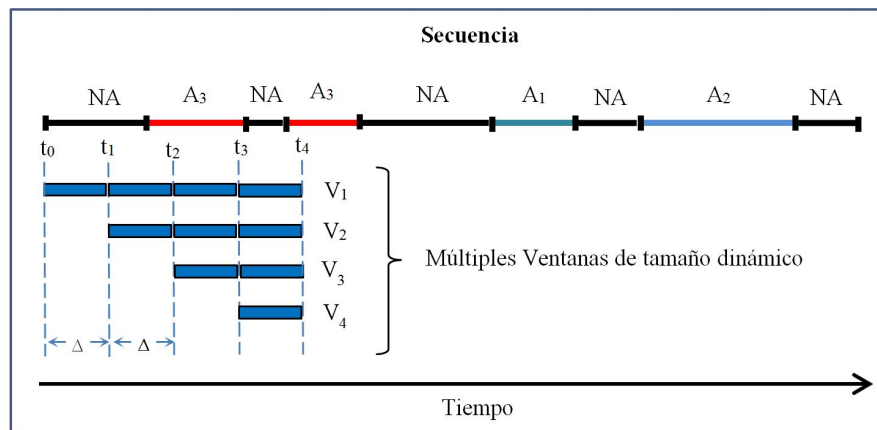 Secuencia
NA A₃ NA A₃ NA A₁ NA A₂ NA
t₀ t₁ t₂ t₃ t₄
V₁
V₂
V₃
V₄
Múltiples Ventanas de tamaño dinámico
Δ Δ
Tiempo